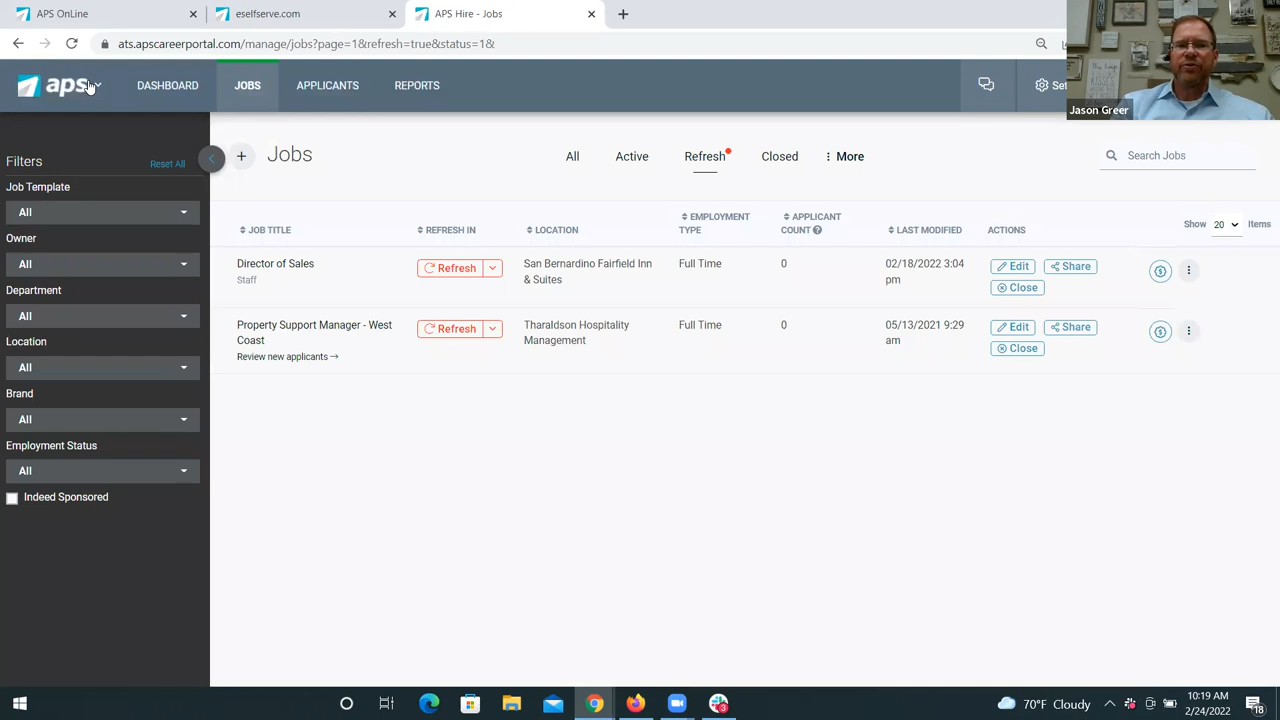 APS OnLine
eselfserve.com
APS Hire - Jobs
ats.apscareerportal.com/manage/jobs?page=1&refresh=true&status=1&
aps
DASHBOARD
JOBS
APPLICANTS
REPORTS
Jason Greer
Filters
Reset All
Job Template
All
Owner
All
Department
All
Location
All
Brand
All
Employment Status
All
Indeed Sponsored
Jobs
All
Active
Refresh
Closed
More
Search Jobs
Show 20 Items
JOB TITLE
REFRESH IN
LOCATION
EMPLOYMENT
TYPE
APPLICANT
COUNT
LAST MODIFIED
ACTIONS
Director of Sales
Staff
Refresh
San Bernardino Fairfield Inn
& Suites
Full Time
0
02/18/2022 3:04
pm
Edit
Share
Close
Property Support Manager - West
Coast
Review new applicants →
Refresh
Tharaldson Hospitality
Management
Full Time
0
05/13/2021 9:29
am
Edit
Share
Close
70°F Cloudy
10:19 AM
2/24/2022
18